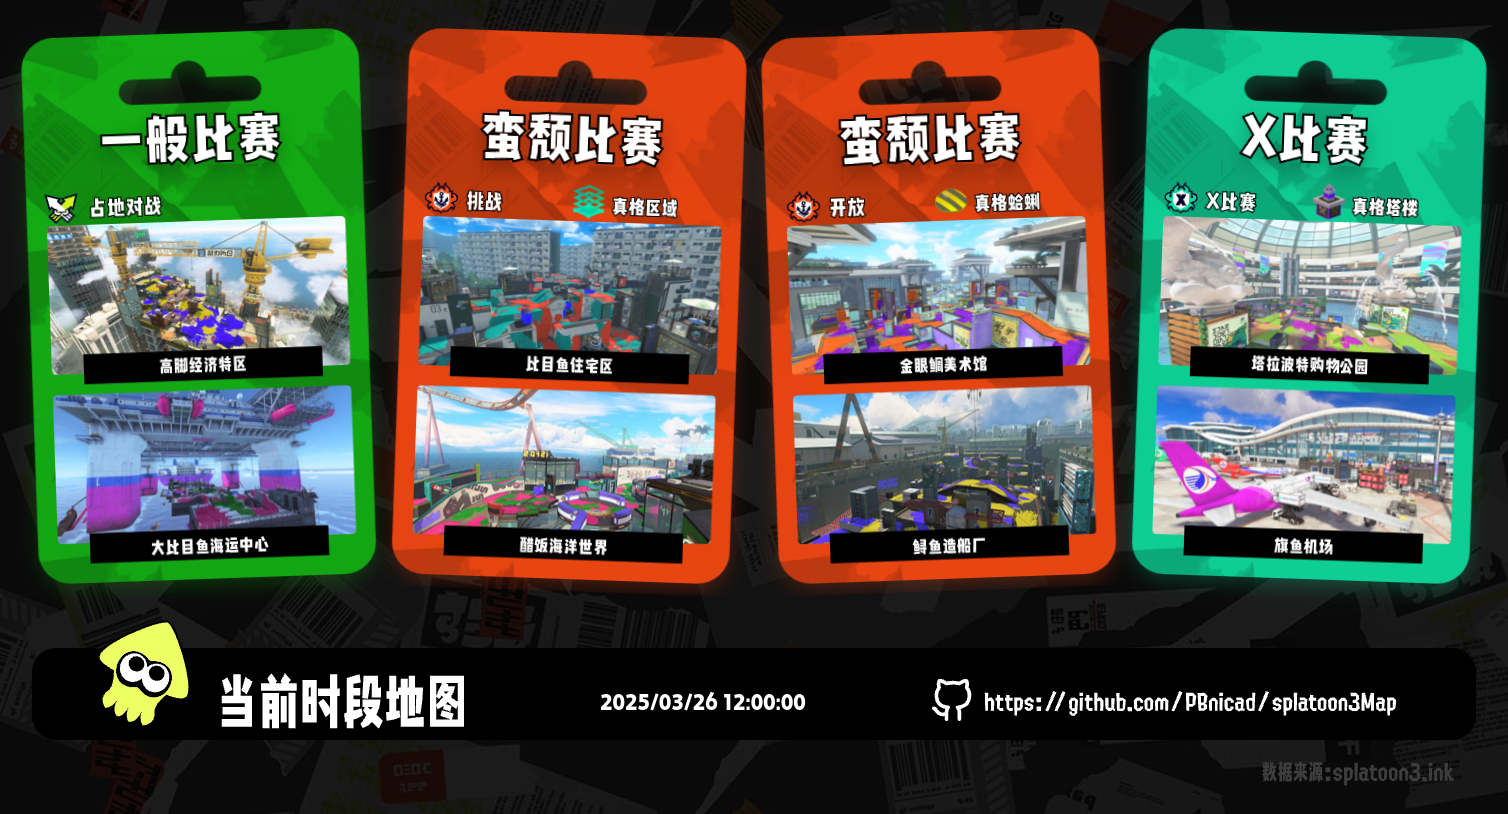 一般比赛
占地对战
高脚经济特区
大比目鱼海运中心
蛮颓比赛
挑战
真格区域
比目鱼住宅区
醋饭海洋世界
蛮颓比赛
开放
真格蛤蜊
金眼鲷美术馆
鲟鱼造船厂
X比赛
X比赛
真格塔楼
塔拉波特购物公园
旗鱼机场
当前时段地图
2025/03/26 12:00:00
https://github.com/PBnicad/splatoon3Map
数据来源:splatoon3.ink